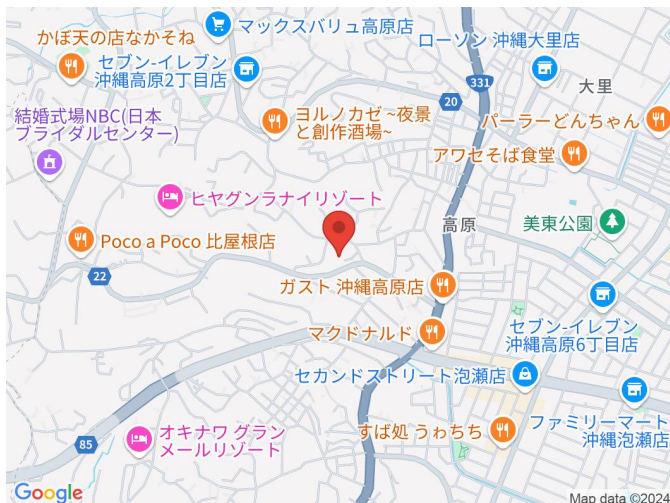 マックスバリュ高原店
かぼ天の店なかそね
セブン-イレブン
沖縄高原2丁目店
ローソン 沖縄大里店
331
大里
20
結婚式場NBC(日本
ブライダルセンター)
ヨルノカゼ ~夜景
と創作酒場~
パーラーどんちゃん
アワセそば食堂
ヒヤグンラナイリゾート
高原
美東公園
Poco a Poco 比屋根店
22
ガスト 沖縄高原店
マクドナルド
セブン-イレブン
沖縄高原6丁目店
セカンドストリート泡瀬店
85
オキナワ グラン
メールリゾート
すば処 うゎちち
ファミリーマート
沖縄泡瀬店
Google
Map data ©2024